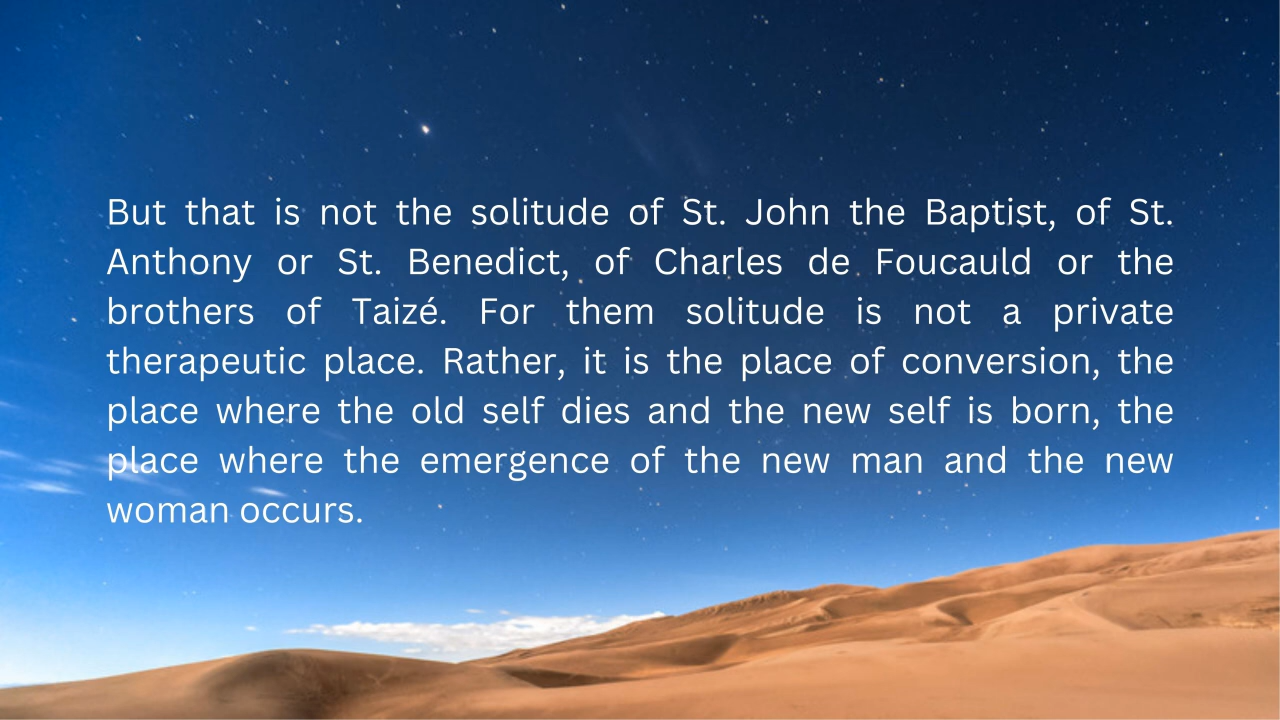 But that is not the solitude of St. John the Baptist, of St.
Anthony or St. Benedict, of Charles de Foucauld or the
brothers of Taizé. For them solitude is not a private
therapeutic place. Rather, it is the place of conversion, the
place where the old self dies and the new self is born, the
place where the emergence of the new man and the new
woman occurs.